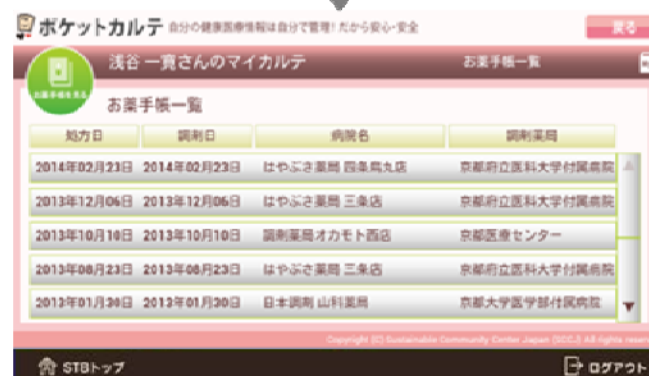 ポケットカルテ 自分の健康医療情報は自分で管理!だから安心・安全 戻る
浅谷 一寛さんのマイカルテ お薬手帳一覧
お薬手帳を見る
お薬手帳一覧
処方日 調剤日 病院名 調剤薬局
2014年02月23日 2014年02月23日 はやぶさ薬局 四条烏丸店 京都府立医科大学付属病院
2013年12月06日 2013年12月06日 はやぶさ薬局 三条店 京都府立医科大学付属病院
2013年10月10日 2013年10月10日 調剤薬局オカモト西店 京都医療センター
2013年08月23日 2013年08月23日 はやぶさ薬局 三条店 京都府立医科大学付属病院
2013年01月30日 2013年01月30日 日本調剤 山科薬局 京都大学医学部付属病院
Copyright (C) Sustainable Community Center Japan (SCCJ) All rights
STBトップ ログアウト